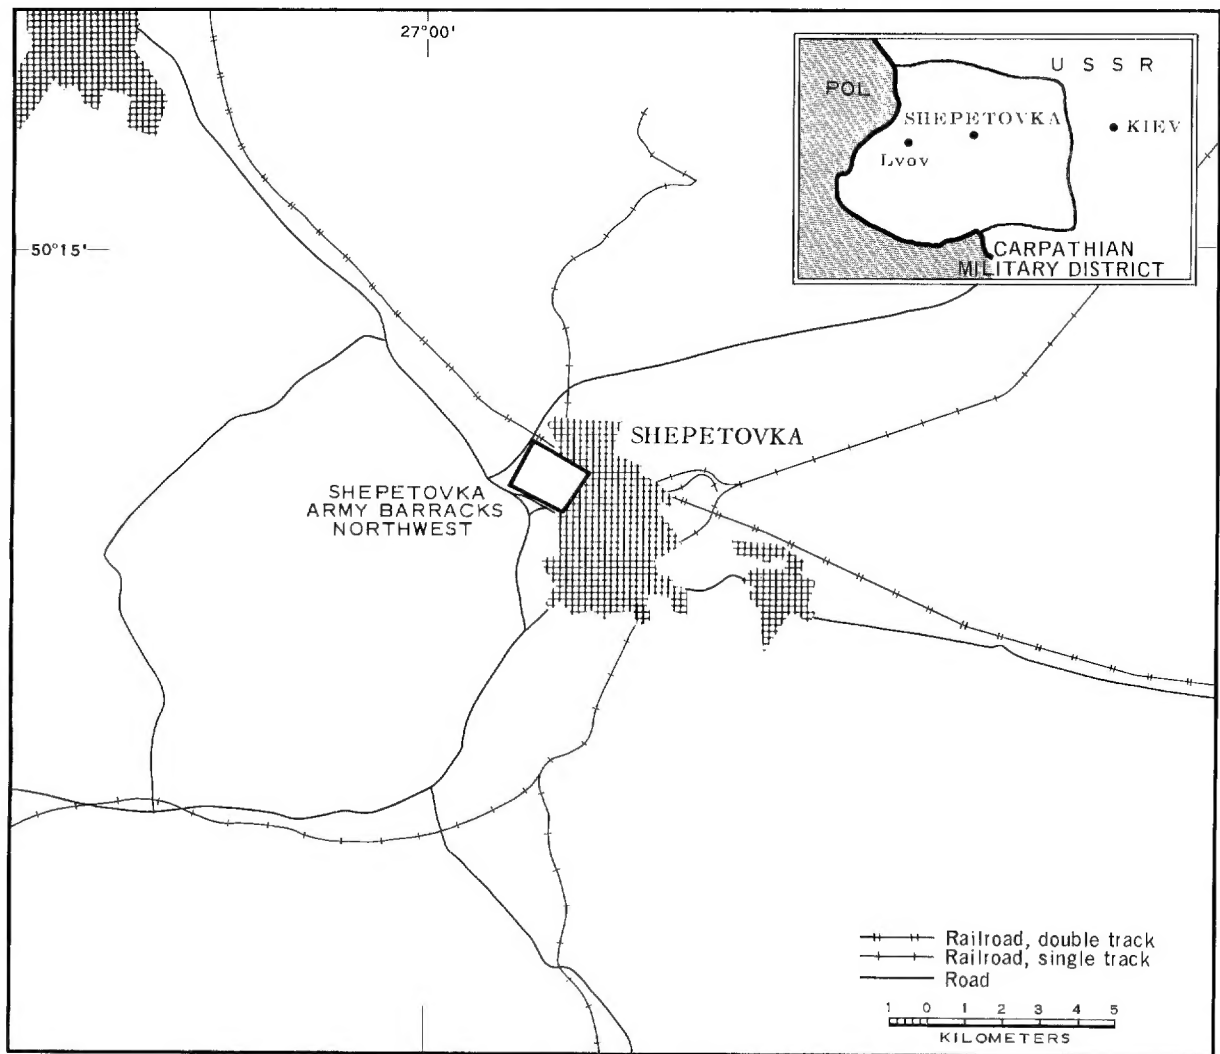 27°00'
U S S R
POL
SHEPETOVKA
KIEV
Lvov
50°15'
CARPATHIAN
MILITARY DISTRICT
SHEPETOVKA
SHEPETOVKA
ARMY BARRACKS
NORTHWEST
Railroad, double track
Railroad, single track
Road
1 0 1 2 3 4 5
KILOMETERS